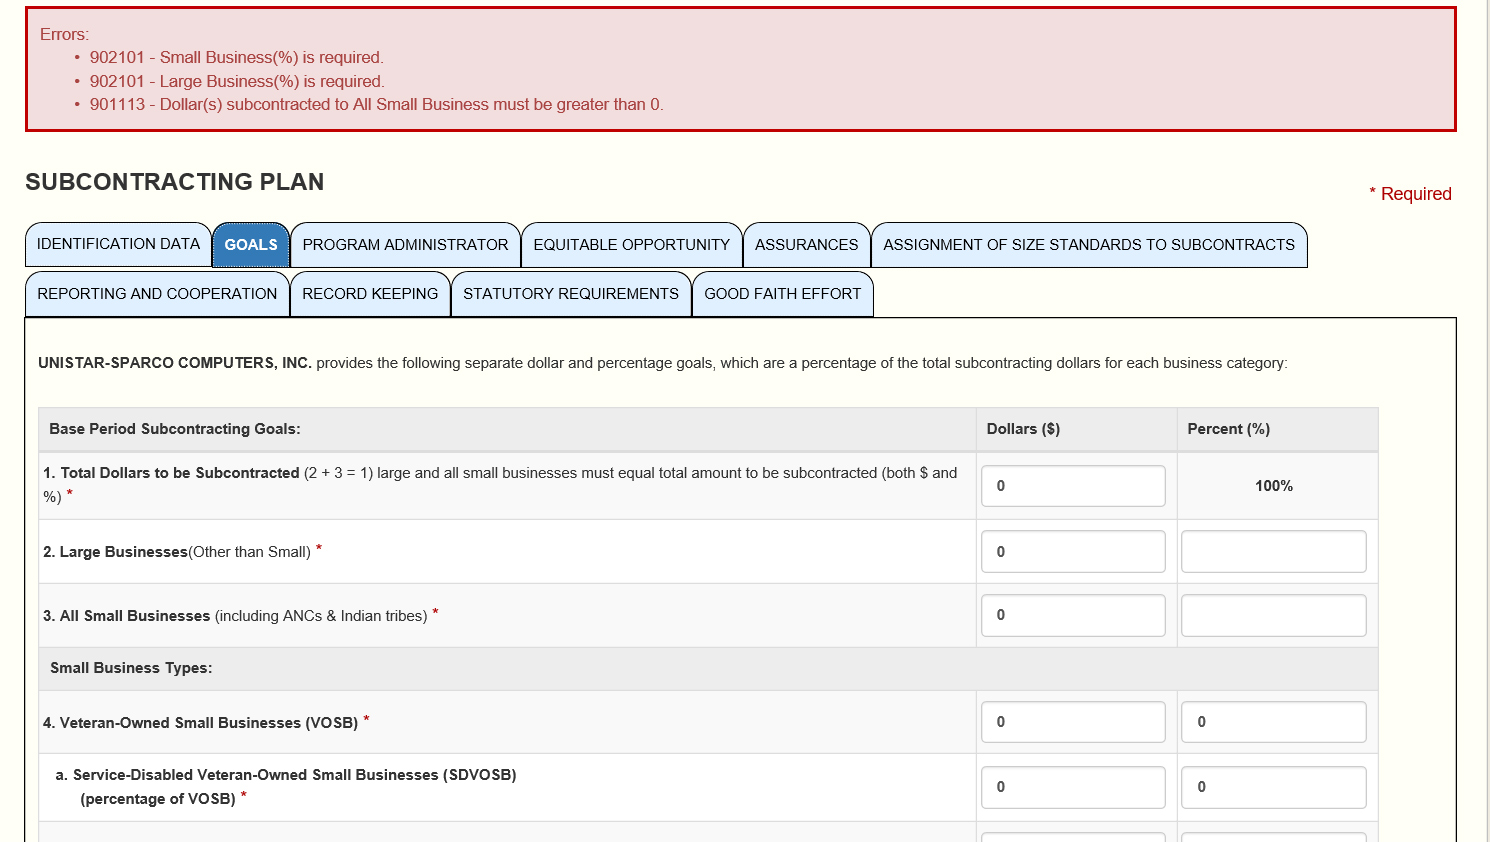 Errors:
• 902101 - Small Business(%) is required.
• 902101 - Large Business(%) is required.
• 901113 - Dollar(s) subcontracted to All Small Business must be greater than 0.
SUBCONTRACTING PLAN
* Required
IDENTIFICATION DATA GOALS PROGRAM ADMINISTRATOR EQUITABLE OPPORTUNITY ASSURANCES ASSIGNMENT OF SIZE STANDARDS TO SUBCONTRACTS
REPORTING AND COOPERATION RECORD KEEPING STATUTORY REQUIREMENTS GOOD FAITH EFFORT
UNISTAR-SPARCO COMPUTERS, INC. provides the following separate dollar and percentage goals, which are a percentage of the total subcontracting dollars for each business category:
Base Period Subcontracting Goals: Dollars ($) Percent (%)
1. Total Dollars to be Subcontracted (2 + 3 = 1) large and all small businesses must equal total amount to be subcontracted (both $ and
%) *
0 100%
2. Large Businesses(Other than Small) * 0
3. All Small Businesses (including ANCs & Indian tribes) * 0
Small Business Types:
4. Veteran-Owned Small Businesses (VOSB) * 0 0
a. Service-Disabled Veteran-Owned Small Businesses (SDVOSB)
(percentage of VOSB) *
0 0